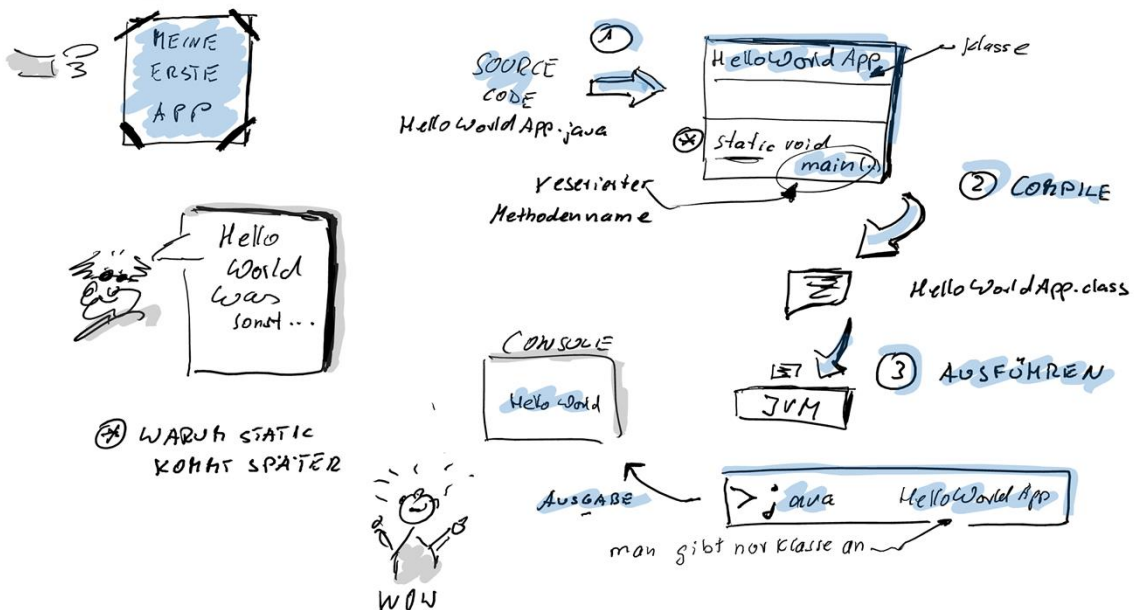 MEINE
ERSTE
APP
SOURCE
CODE
HelloWorldApp.java
1
HelloWorldApp
Klasse
static void
main(..)
reservierter
Methodenname
2 COMPILE
HelloWorldApp.class
3 AUSFÜHREN
JVM
Hello
World
was
sonst...
CONSOLE
Hello World
* WARUM STATIC
KOMMT SPÄTER
WOW
AUSGABE
> java HelloWorldApp
man gibt nur Klasse an